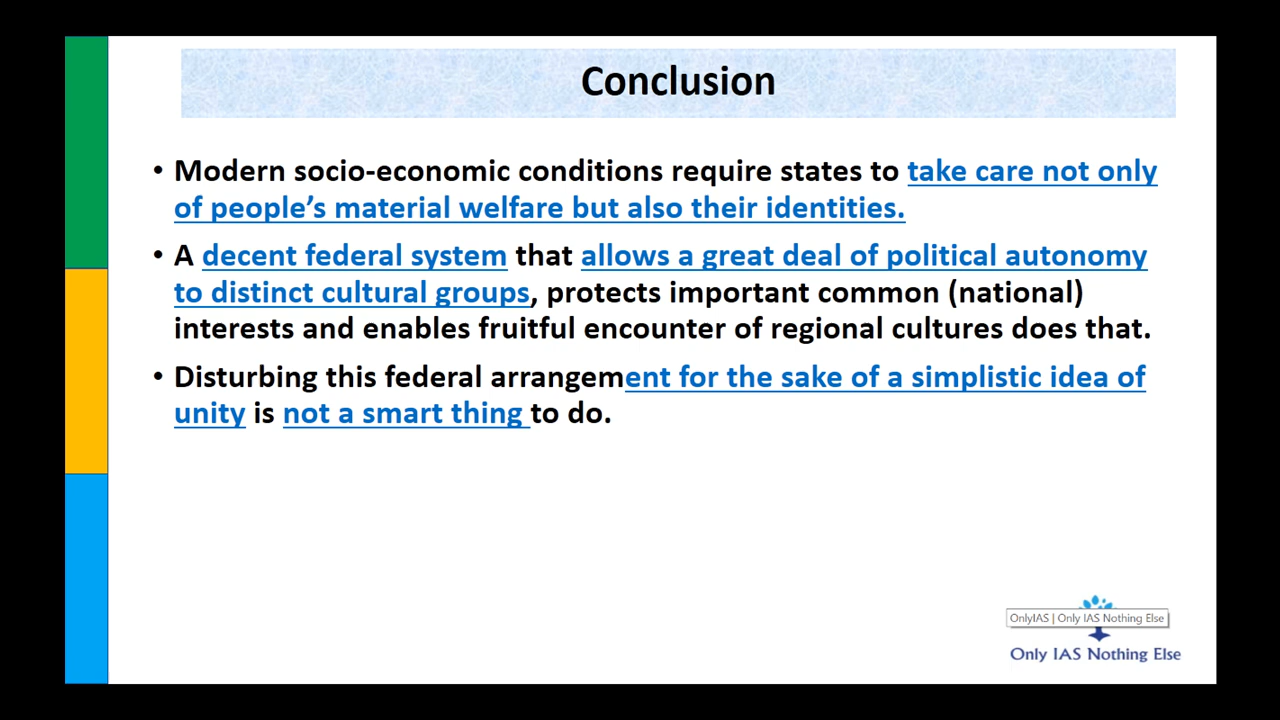 Conclusion
• Modern socio-economic conditions require states to take care not only
of people’s material welfare but also their identities.
• A decent federal system that allows a great deal of political autonomy
to distinct cultural groups, protects important common (national)
interests and enables fruitful encounter of regional cultures does that.
• Disturbing this federal arrangement for the sake of a simplistic idea of
unity is not a smart thing to do.
OnlyIAS | Only IAS Nothing Else
Only IAS Nothing Else